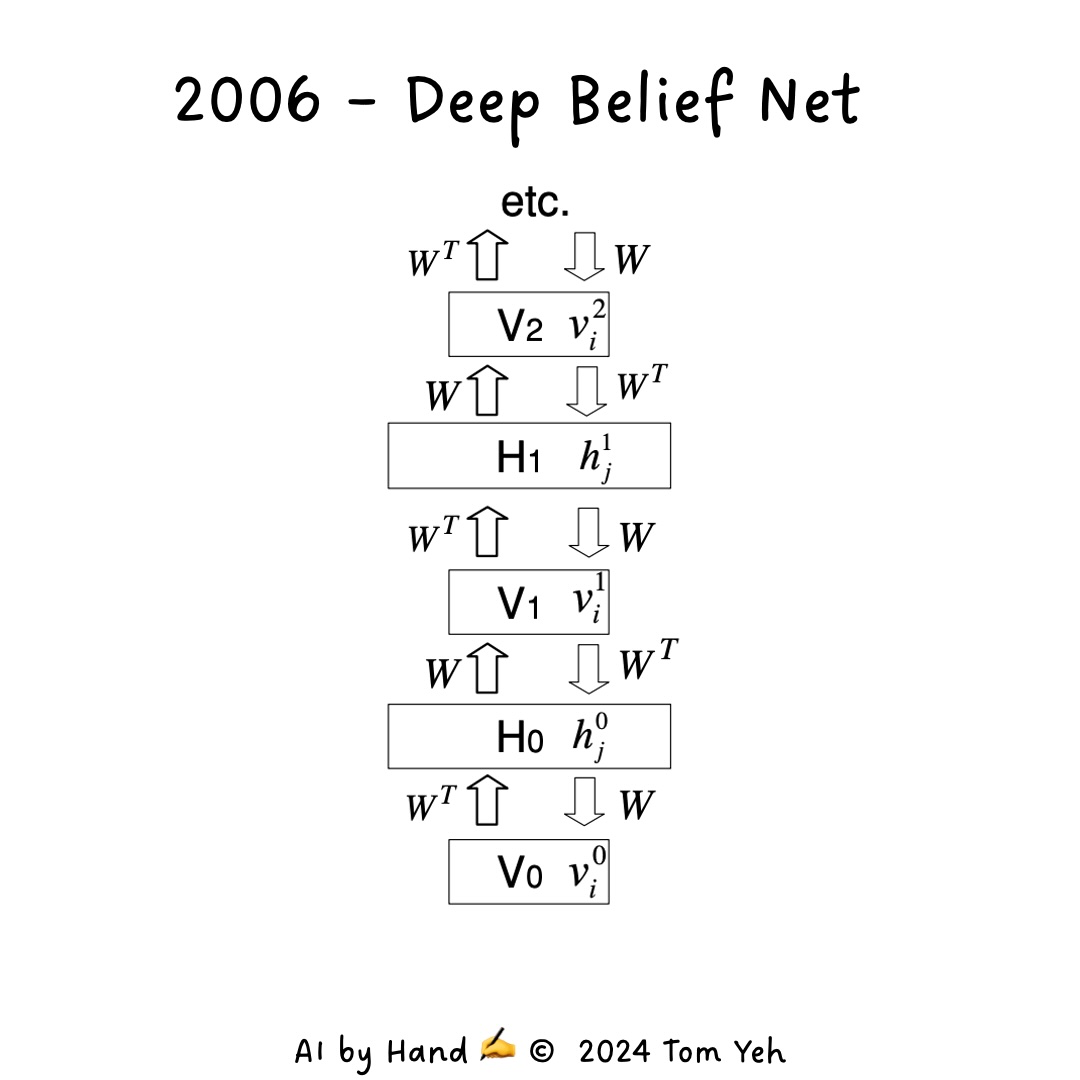 2006 - Deep Belief Net
etc.
W^T W
V2 v_i^2
W W^T
H1 h_j^1
W^T W
V1 v_i^1
W W^T
H0 h_j^0
W^T W
V0 v_i^0
AI by Hand ✍️ © 2024 Tom Yeh